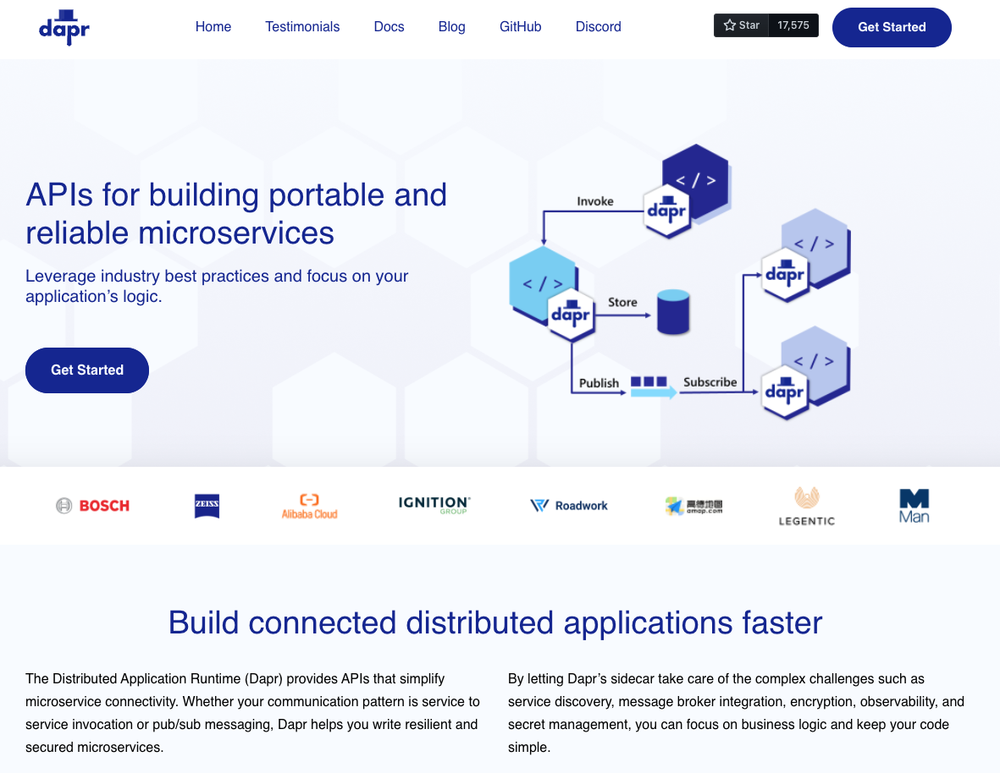 dapr
Home Testimonials Docs Blog GitHub Discord
Star 17,575
Get Started
APIs for building portable and
reliable microservices
Leverage industry best practices and focus on your
application’s logic.
Get Started
</>
dapr
Invoke
</>
dapr
Store
</>
dapr
Publish
Subscribe
</>
dapr
BOSCH
ZEISS
Alibaba Cloud
IGNITION
GROUP
Roadwork
高德地图
amap.com
LEGENTIC
M
Man
Build connected distributed applications faster
The Distributed Application Runtime (Dapr) provides APIs that simplify
microservice connectivity. Whether your communication pattern is service to
service invocation or pub/sub messaging, Dapr helps you write resilient and
secured microservices.
By letting Dapr’s sidecar take care of the complex challenges such as
service discovery, message broker integration, encryption, observability, and
secret management, you can focus on business logic and keep your code
simple.